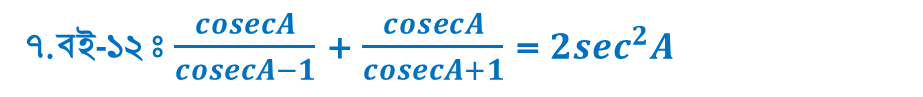 ৭. বই-১২ ঃ cosecA/(cosecA−1) + cosecA/(cosecA+1) = 2sec²A